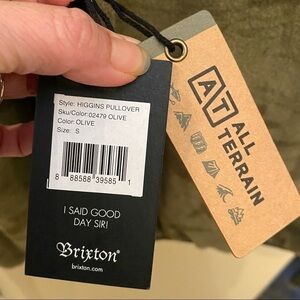 Style: HIGGINS PULLOVER
Sku/Color:02479 OLIVE
Color: OLIVE
Size: S
8 88588 39585 1
I SAID GOOD
DAY SIR!
Brixton®
brixton.com
AT
ALL
TERRAIN